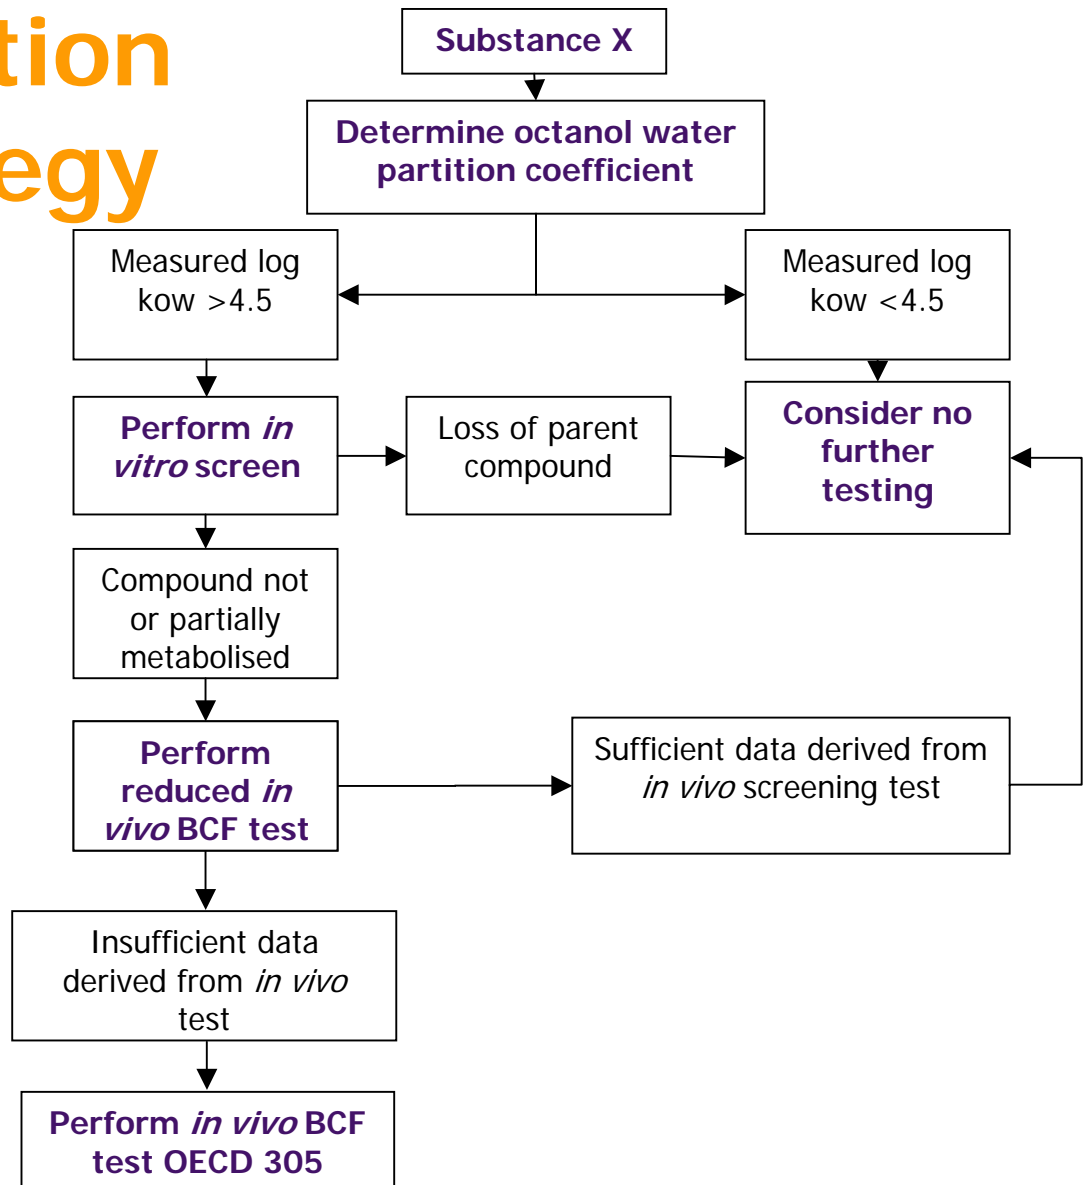 tion
egy
Substance X
Determine octanol water
partition coefficient
Measured log
kow >4.5
Measured log
kow <4.5
Perform in
vitro screen
Loss of parent
compound
Consider no
further
testing
Compound not
or partially
metabolised
Perform
reduced in
vivo BCF test
Sufficient data derived from
in vivo screening test
Insufficient data
derived from in vivo
test
Perform in vivo BCF
test OECD 305